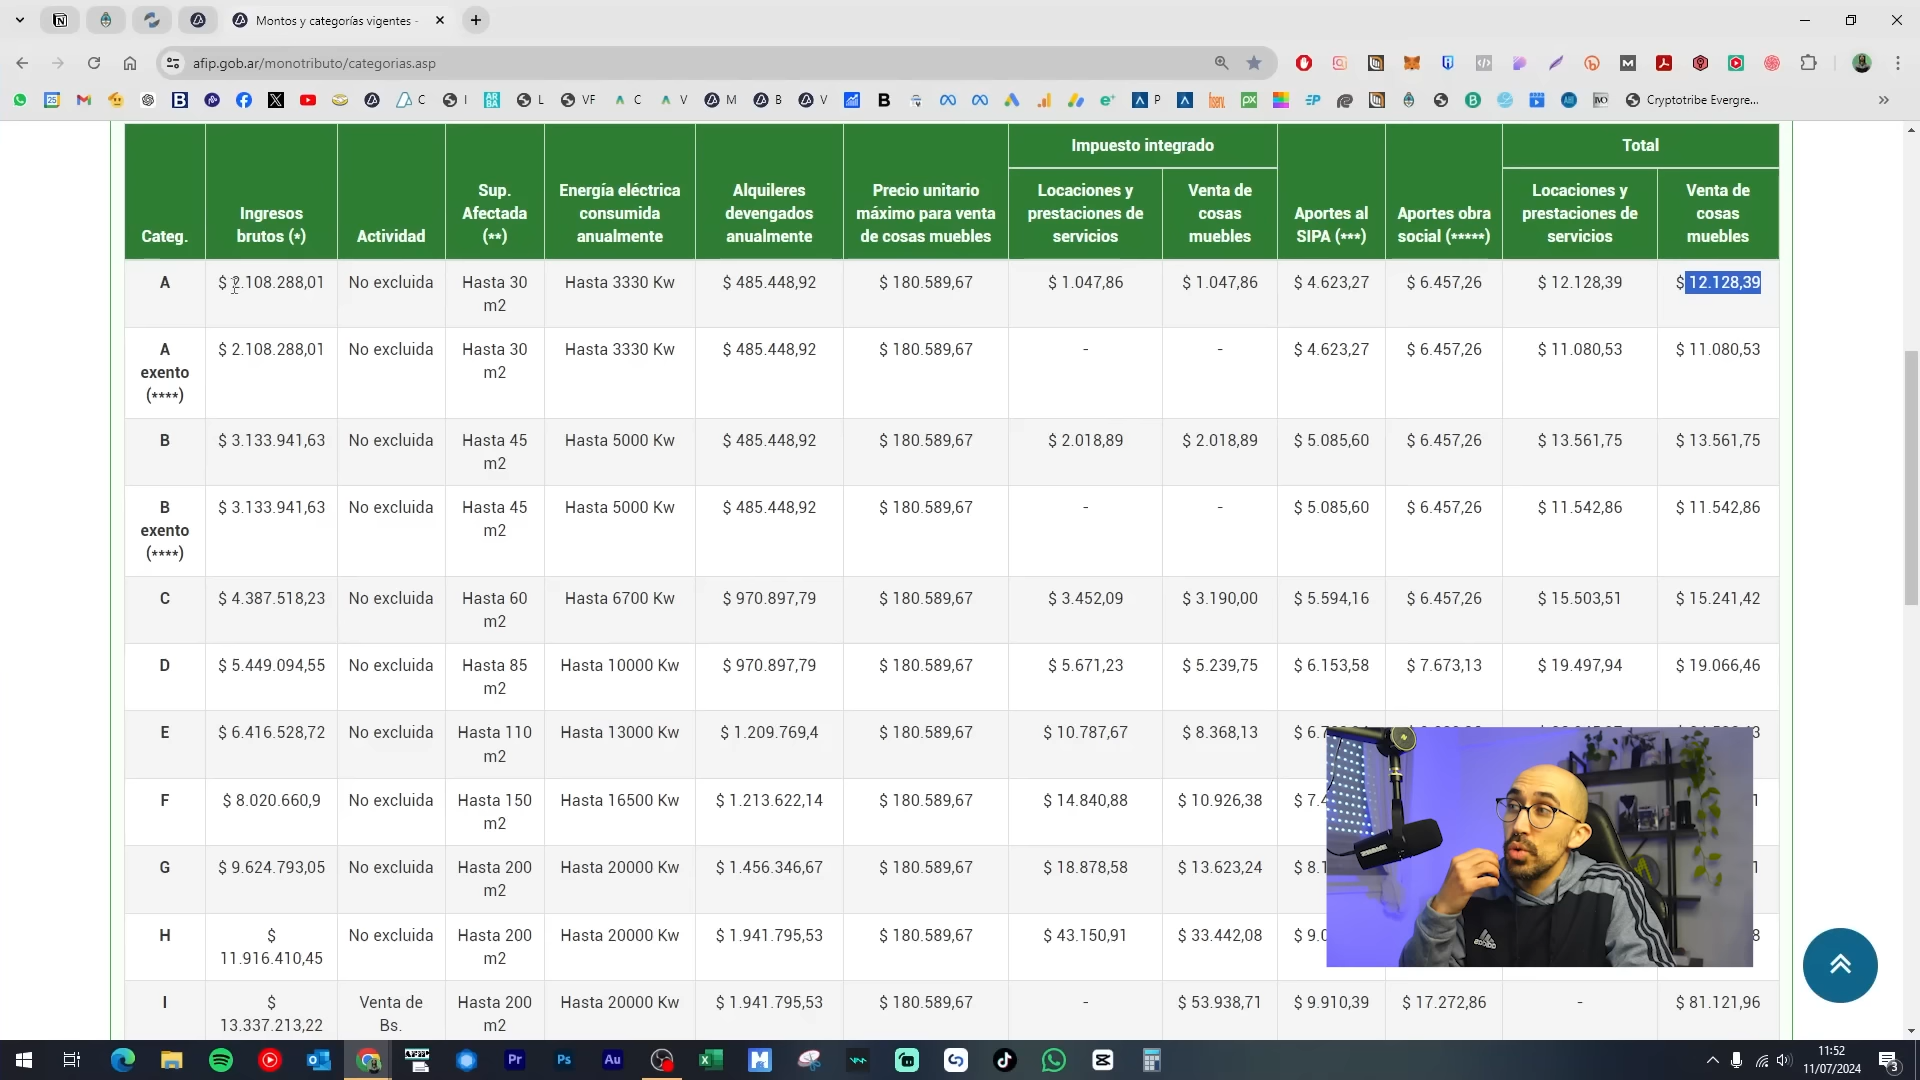 Montos y categorías vigentes -
afip.gob.ar/monotributo/categorias.asp
C
I
L
VF
C
V
M
B
V
P
Cryptotribe Evergre...
Impuesto integrado
Total
Categ.
Ingresos
brutos (*)
Actividad
Sup.
Afectada
(**)
Energía eléctrica
consumida
anualmente
Alquileres
devengados
anualmente
Precio unitario
máximo para venta
de cosas muebles
Locaciones y
prestaciones de
servicios
Venta de
cosas
muebles
Aportes al
SIPA (***)
Aportes obra
social (*****)
Locaciones y
prestaciones de
servicios
Venta de
cosas
muebles
A $ 2.108.288,01 No excluida Hasta 30 Hasta 3330 Kw $ 485.448,92 $ 180.589,67 $ 1.047,86 $ 1.047,86 $ 4.623,27 $ 6.457,26 $ 12.128,39 $ 12.128,39
m2
A $ 2.108.288,01 No excluida Hasta 30 Hasta 3330 Kw $ 485.448,92 $ 180.589,67 - - $ 4.623,27 $ 6.457,26 $ 11.080,53 $ 11.080,53
exento m2
(****)
B $ 3.133.941,63 No excluida Hasta 45 Hasta 5000 Kw $ 485.448,92 $ 180.589,67 $ 2.018,89 $ 2.018,89 $ 5.085,60 $ 6.457,26 $ 13.561,75 $ 13.561,75
m2
B $ 3.133.941,63 No excluida Hasta 45 Hasta 5000 Kw $ 485.448,92 $ 180.589,67 - - $ 5.085,60 $ 6.457,26 $ 11.542,86 $ 11.542,86
exento m2
(****)
C $ 4.387.518,23 No excluida Hasta 60 Hasta 6700 Kw $ 970.897,79 $ 180.589,67 $ 3.452,09 $ 3.190,00 $ 5.594,16 $ 6.457,26 $ 15.503,51 $ 15.241,42
m2
D $ 5.449.094,55 No excluida Hasta 85 Hasta 10000 Kw $ 970.897,79 $ 180.589,67 $ 5.671,23 $ 5.239,75 $ 6.153,58 $ 7.673,13 $ 19.497,94 $ 19.066,46
m2
E $ 6.416.528,72 No excluida Hasta 110 Hasta 13000 Kw $ 1.209.769,4 $ 180.589,67 $ 10.787,67 $ 8.368,13 $ 6.7
m2
F $ 8.020.660,9 No excluida Hasta 150 Hasta 16500 Kw $ 1.213.622,14 $ 180.589,67 $ 14.840,88 $ 10.926,38 $ 7.4
m2
G $ 9.624.793,05 No excluida Hasta 200 Hasta 20000 Kw $ 1.456.346,67 $ 180.589,67 $ 18.878,58 $ 13.623,24 $ 8.1
m2
H $ No excluida Hasta 200 Hasta 20000 Kw $ 1.941.795,53 $ 180.589,67 $ 43.150,91 $ 33.442,08 $ 9.0
11.916.410,45 m2
I $ Venta de Hasta 200 Hasta 20000 Kw $ 1.941.795,53 $ 180.589,67 - $ 53.938,71 $ 9.910,39 $ 17.272,86 - $ 81.121,96
13.337.213,22 Bs. m2
adidas
11:52
11/07/2024
3